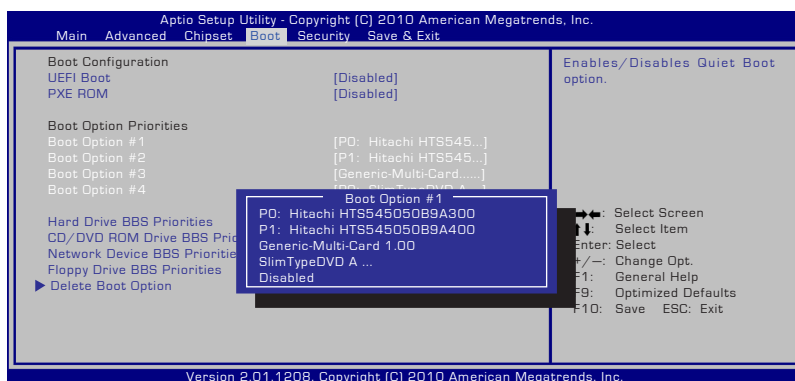 Aptio Setup Utility - Copyright (C) 2010 American Megatrends, Inc.
Main Advanced Chipset Boot Security Save & Exit
Boot Configuration
UEFI Boot [Disabled]
PXE ROM [Disabled]
Boot Option Priorities
Boot Option #1 [P0: Hitachi HTS545...]
Boot Option #2 [P1: Hitachi HTS545...]
Boot Option #3 [Generic-Multi-Card......]
Boot Option #4
Hard Drive BBS Priorities
CD/DVD ROM Drive BBS
Network Device BBS
Floppy Drive BBS Priorities
Delete Boot Option
Boot Option #1
P0: Hitachi HTS545050B9A300
P1: Hitachi HTS545050B9A400
Generic-Multi-Card 1.00
SlimTypeDVD A ...
Disabled
Enables/Disables Quiet Boot
option.
→←: Select Screen
↑↓: Select Item
Enter: Select
+/—: Change Opt.
F1: General Help
F9: Optimized Defaults
F10: Save ESC: Exit
Version 2.01.1208. Copyright (C) 2010 American Megatrends, Inc.